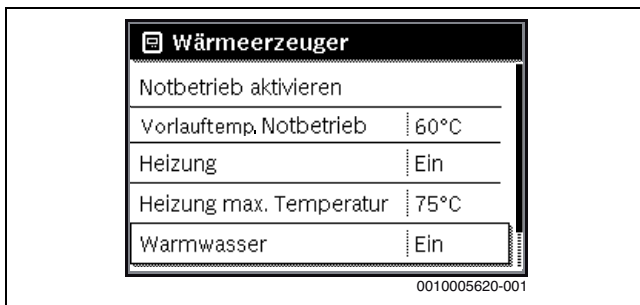 Wärmeerzeuger
Notbetrieb aktivieren
Vorlauftemp. Notbetrieb 60°C
Heizung Ein
Heizung max. Temperatur 75°C
Warmwasser Ein
0010005620-001